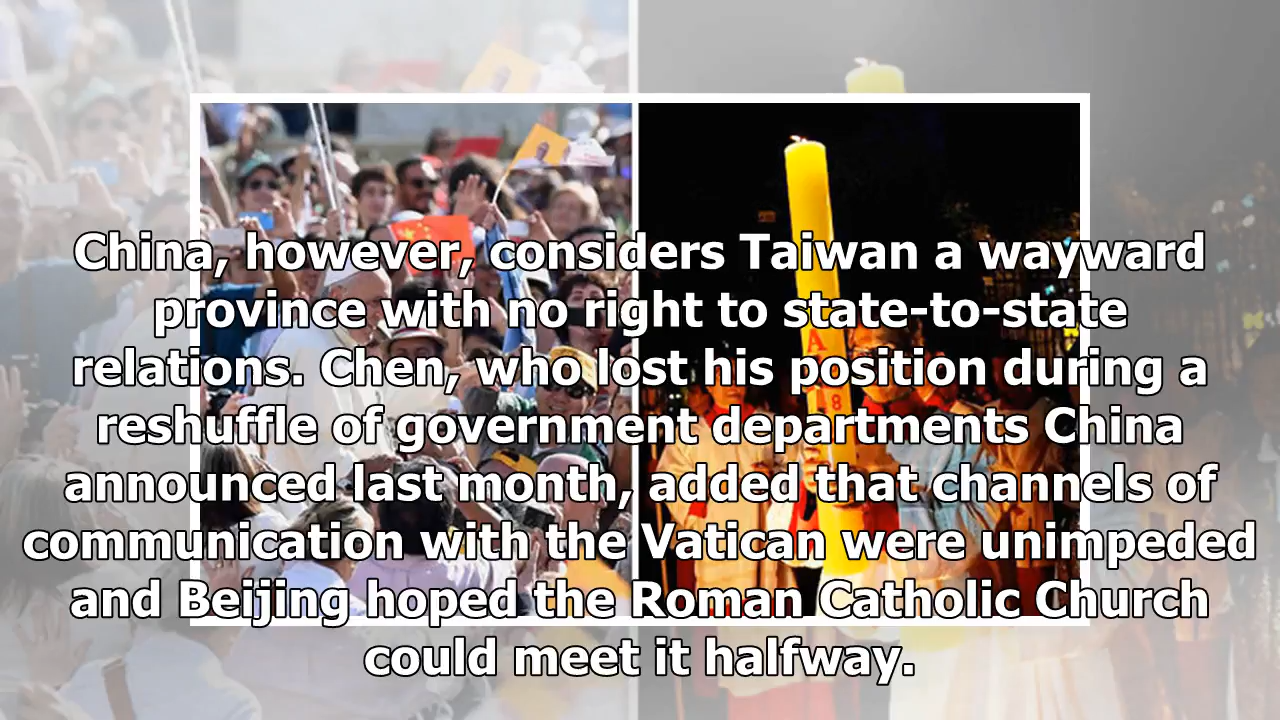 China, however, considers Taiwan a wayward
province with no right to state-to-state
relations. Chen, who lost his position during a
reshuffle of government departments China
announced last month, added that channels of
communication with the Vatican were unimpeded
and Beijing hoped the Roman Catholic Church
could meet it halfway.
A
8